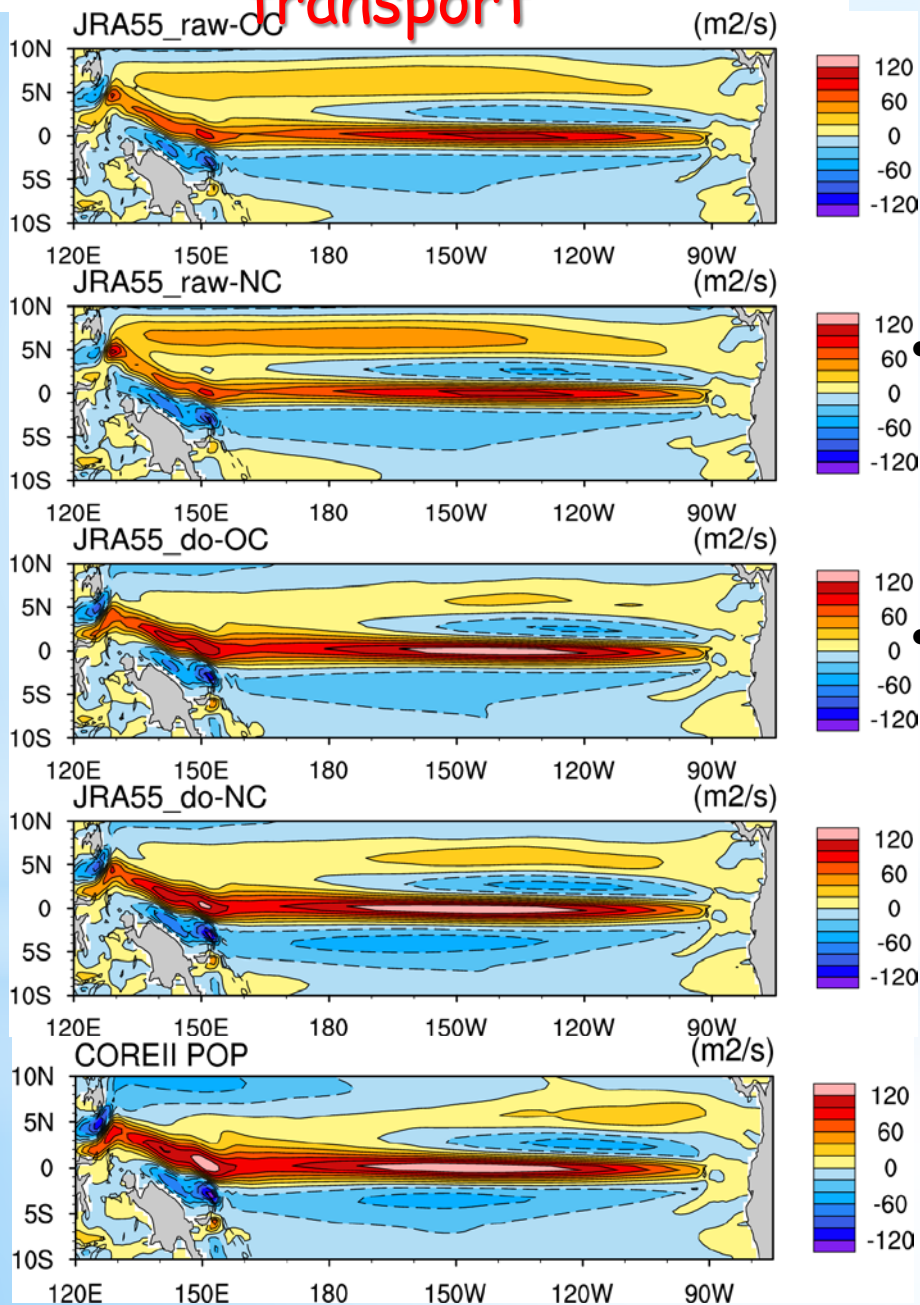 Transport
JRA55_raw-OC (m2/s)
10N
5N
0
5S
10S
120E 150E 180 150W 120W 90W
120
60
0
-60
-120
JRA55_raw-NC (m2/s)
10N
5N
0
5S
10S
120E 150E 180 150W 120W 90W
120
60
0
-60
-120
JRA55_do-OC (m2/s)
10N
5N
0
5S
10S
120E 150E 180 150W 120W 90W
120
60
0
-60
-120
JRA55_do-NC (m2/s)
10N
5N
0
5S
10S
120E 150E 180 150W 120W 90W
120
60
0
-60
-120
COREII POP (m2/s)
10N
5N
0
5S
10S
120E 150E 180 150W 120W 90W
120
60
0
-60
-120